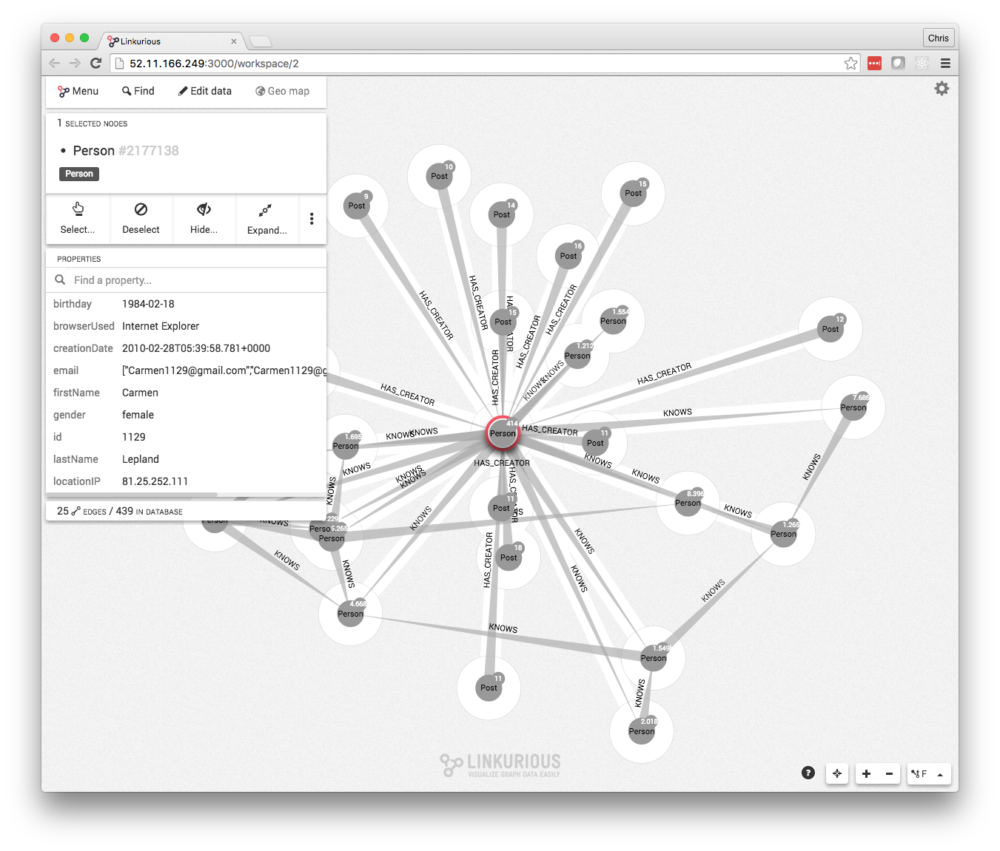 Linkurious
Chris
52.11.166.249:3000/workspace/2
Menu
Find
Edit data
Geo map
1 SELECTED NODES
• Person #2177138
Person
Select...
Deselect
Hide...
Expand...
PROPERTIES
Find a property...
birthday 1984-02-18
browserUsed Internet Explorer
creationDate 2010-02-28T05:39:58.781+0000
email ["Carmen1129@gmail.com","Carmen1129@g
firstName Carmen
gender female
id 1129
lastName Lepland
locationIP 81.25.252.111
25 EDGES / 439 IN DATABASE
10
Post
9
Post
14
Post
15
Post
16
Post
HAS_CREATOR
HAS_CREATOR
HAS_CREATOR
HAS_CREATOR
15
Post
HAS_CREATOR
1.554
Person
1.212
Person
12
Post
HAS_CREATOR
KNOWS
KNOWS
HAS_CREATOR
HAS_CREATOR
7.686
Person
KNOWS
414
Person
HAS_CREATOR
11
Post
1.695
Person
KNOWS
KNOWS
KNOWS
KNOWS
KNOWS
KNOWS
HAS_CREATOR
HAS_CREATOR
KNOWS
KNOWS
KNOWS
8.396
Person
KNOWS
1.265
Person
11
Post
KNOWS
Person
KNOWS
229
5.265
Person
KNOWS
KNOWS
KNOWS
18
Post
HAS_CREATOR
KNOWS
KNOWS
KNOWS
4.668
Person
KNOWS
1.549
Person
11
Post
KNOWS
2.018
Person
LINKURIOUS
VISUALIZE GRAPH DATA EASILY
?
F